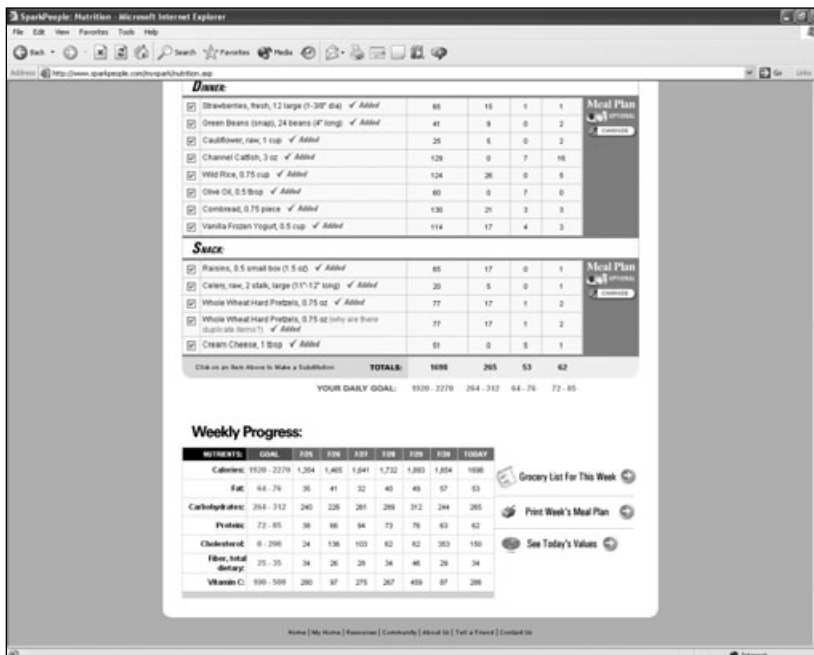 SparkPeople: Nutrition - Microsoft Internet Explorer
File Edit View Favorites Tools Help
Back Search Favorites Media
Address http://www.sparkpeople.com/myspark/nutrition.asp Go Links
DINNER:
Strawberries, fresh, 12 large (1-3/8" dia) ✓ Added 65 15 1 1
Meal Plan
OPTIONAL
Green Beans (snap), 24 beans (4" long) ✓ Added 41 9 0 2
CHANGE
Cauliflower, raw, 1 cup ✓ Added 25 5 0 2
Channel Catfish, 3 oz ✓ Added 129 0 7 16
Wild Rice, 0.75 cup ✓ Added 124 26 0 5
Olive Oil, 0.5 tbsp ✓ Added 60 0 7 0
Cornbread, 0.75 piece ✓ Added 130 21 3 3
Vanilla Frozen Yogurt, 0.5 cup ✓ Added 114 17 4 3
SNACK:
Raisins, 0.5 small box (1.5 oz) ✓ Added 65 17 0 1
Meal Plan
OPTIONAL
Celery, raw, 2 stalk, large (11"-12" long) ✓ Added 20 5 0 1
CHANGE
Whole Wheat Hard Pretzels, 0.75 oz ✓ Added 77 17 1 2
Whole Wheat Hard Pretzels, 0.75 oz (why are there
duplicate items?) ✓ Added 77 17 1 2
Cream Cheese, 1 tbsp ✓ Added 51 0 5 1
Click on an Item Above to Make a Substitution TOTALS: 1698 265 53 62
YOUR DAILY GOAL: 1920 - 2270 264 - 312 64 - 76 72 - 85
Weekly Progress:
NUTRIENTS: GOAL 7/25 7/26 7/27 7/28 7/29 7/30 TODAY
Calories: 1920 - 2270 1,354 1,465 1,841 1,732 1,893 1,654 1698
Fat: 64 - 76 35 41 32 40 49 57 53
Carbohydrates: 264 - 312 240 226 261 289 312 244 265
Protein: 72 - 85 38 66 94 73 76 63 62
Cholesterol: 0 - 200 24 136 103 62 62 353 150
Fiber, total
dietary: 25 - 35 34 26 28 34 46 29 34
Vitamin C: 100 - 500 280 97 275 267 459 87 286
Grocery List For This Week
Print Week's Meal Plan
See Today's Values
Home | My Home | Resources | Community | About Us | Tell a Friend | Contact Us
Internet